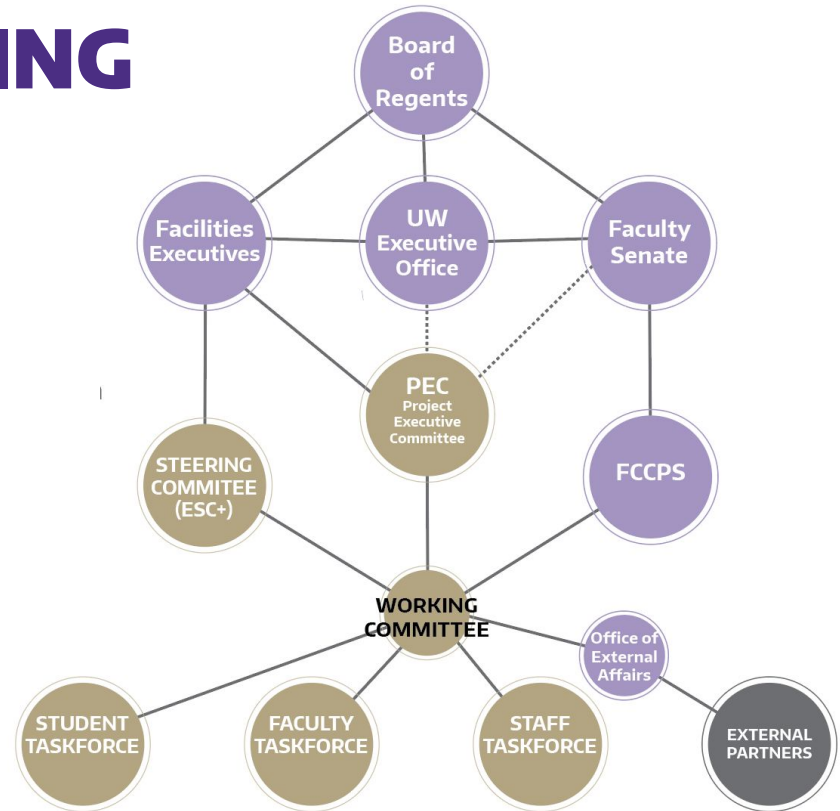 ING
Board
of
Regents
Facilities
Executives
UW
Executive
Office
Faculty
Senate
PEC
Project
Executive
Committee
STEERING
COMMITEE
(ESC+)
FCCPS
WORKING
COMMITTEE
Office of
External
Affairs
STUDENT
TASKFORCE
FACULTY
TASKFORCE
STAFF
TASKFORCE
EXTERNAL
PARTNERS